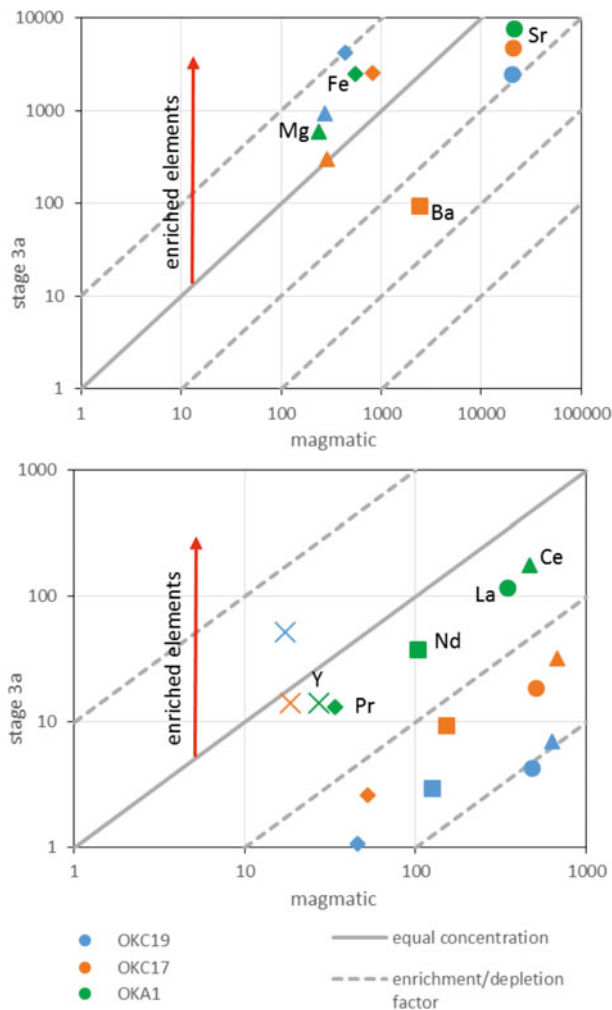 10000
1000
100
10
1
stage 3a
enriched elements
Sr
Fe
Mg
Ba
1 10 100 1000 10000 100000
magmatic
1000
100
10
1
stage 3a
enriched elements
Ce
La
Nd
Y
Pr
1 10 100 1000
magmatic
OKC19
OKC17
OKA1
equal concentration
enrichment/depletion
factor